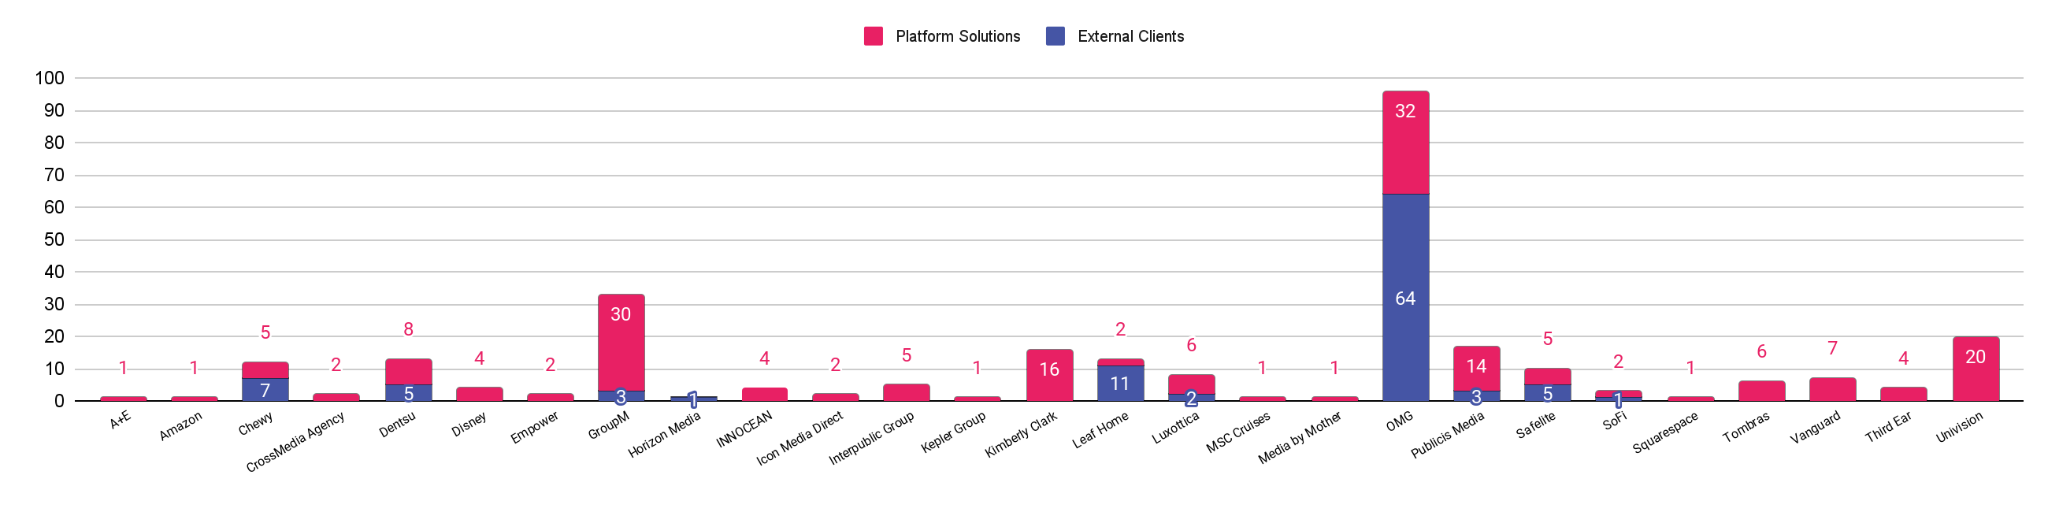 Platform Solutions External Clients
100
90
80
70
60
50
40
30
20
10
0
1
1
5
7
2
8
5
4
2
30
3
1
4
2
5
1
16
2
11
6
2
1
1
32
64
14
3
5
5
2
1
1
6
7
4
20
A+E
Amazon
Chewy
CrossMedia Agency
Dentsu
Disney
Empower
GroupM
Horizon Media
INNOCEAN
Icon Media Direct
Interpublic Group
Kepler Group
Kimberly Clark
Leaf Home
Luxottica
MSC Cruises
Media by Mother
OMG
Publicis Media
Safelite
SoFi
Squarespace
Tombras
Vanguard
Third Ear
Univision